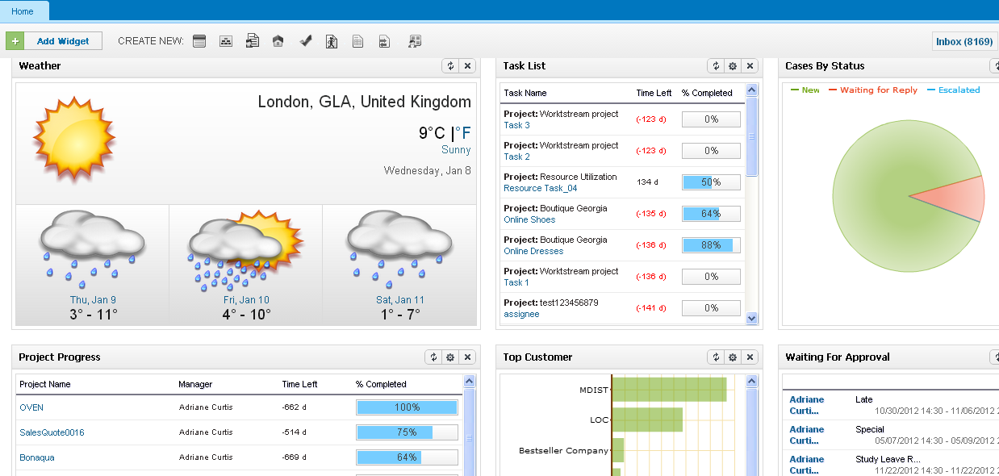 Home
Add Widget CREATE NEW: Inbox (8169)
Weather
London, GLA, United Kingdom
9°C |°F
Sunny
Wednesday, Jan 8
Thu, Jan 9
3° - 11°
Fri, Jan 10
4° - 10°
Sat, Jan 11
1° - 7°
Task List
Task Name Time Left % Completed
Project: Worktstream project
Task 3 (-123 d) 0%
Project: Worktstream project
Task 2 (-123 d) 0%
Project: Resource Utilization
Resource Task_04 134 d 50%
Project: Boutique Georgia
Online Shoes (-135 d) 64%
Project: Boutique Georgia
Online Dresses (-136 d) 88%
Project: Worktstream project
Task 1 (-136 d) 0%
Project: test123456879
assignee (-141 d) 0%
Cases By Status
New Waiting for Reply Escalated
Project Progress
Project Name Manager Time Left % Completed
OVEN Adriane Curtis -662 d 100%
SalesQuote0016 Adriane Curtis -514 d 75%
Bonaqua Adriane Curtis -669 d 64%
Top Customer
MDIST
LOC
Bestseller Company
Waiting For Approval
Adriane Late
Curti... 10/30/2012 14:30 - 11/06/2012
Adriane Special
Curti... 05/07/2012 14:30 - 05/09/2012
Adriane Study Leave R...
Curti... 11/22/2012 14:30 - 11/22/2012